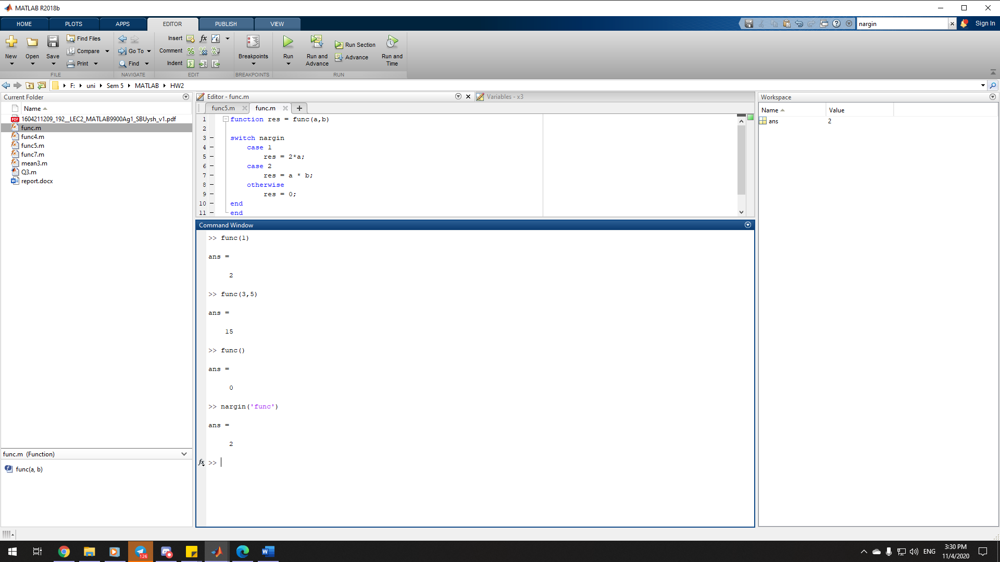 MATLAB R2018b
HOME PLOTS APPS EDITOR PUBLISH VIEW
nargin
Sign In
New Open Save
Find Files
Compare
Print
FILE
Go To
Find
NAVIGATE
Insert
Comment
Indent
EDIT
Breakpoints
BREAKPOINTS
Run
Run and Advance
Run Section
Advance
Run and Time
RUN
F: uni Sem 5 MATLAB HW2
Current Folder
Name
1604211209_192__LEC2_MATLAB9900Ag1_SBUysh_v1.pdf
func.m
func4.m
func5.m
func7.m
mean3.m
Q3.m
report.docx
func.m (Function)
func(a, b)
Editor - func.m
Variables - x3
func5.m func.m
1 function res = func(a,b)
2
3 switch nargin
4 case 1
5 res = 2*a;
6 case 2
7 res = a * b;
8 otherwise
9 res = 0;
10 end
11 end
Command Window
>> func(1)
ans =
2
>> func(3,5)
ans =
15
>> func()
ans =
0
>> nargin('func')
ans =
2
fx >>
Workspace
Name Value
ans 2
126
ENG
3:30 PM
11/4/2020